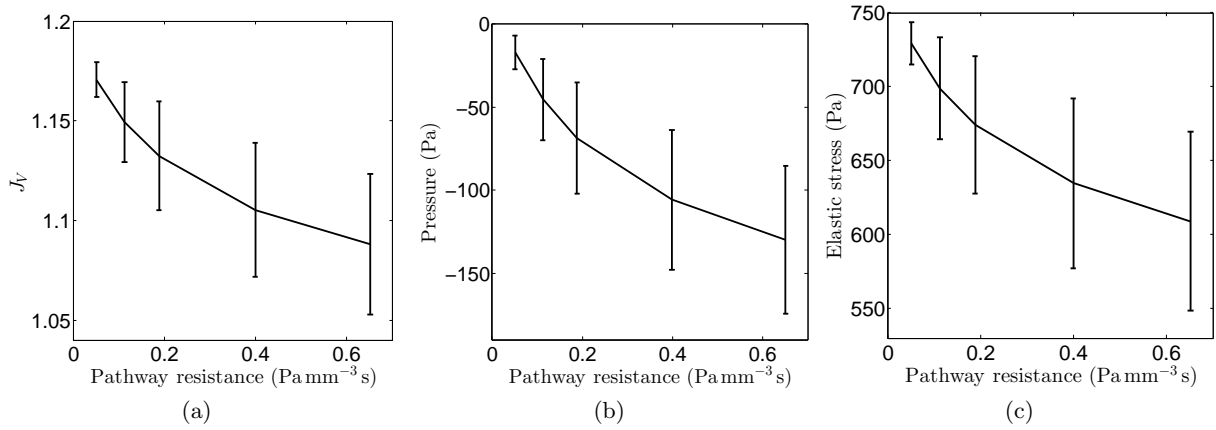 1.2
1.15
1.1
1.05
J_V
0 0.2 0.4 0.6
Pathway resistance (Pa mm⁻³ s)
(a)
0
−50
−100
−150
Pressure (Pa)
0 0.2 0.4 0.6
Pathway resistance (Pa mm⁻³ s)
(b)
750
700
650
600
550
Elastic stress (Pa)
0 0.2 0.4 0.6
Pathway resistance (Pa mm⁻³ s)
(c)